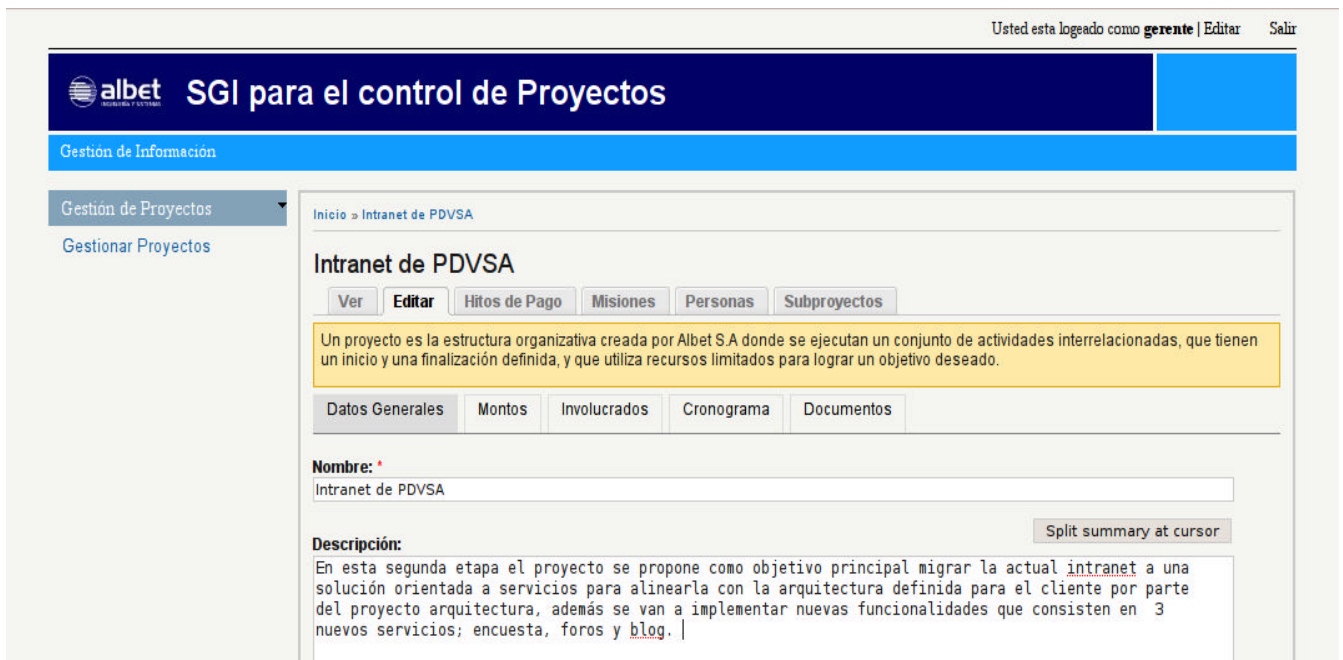 Usted esta logeado como gerente | Editar Salir
albet SGI para el control de Proyectos
INGENIERÍA Y SISTEMAS
Gestión de Información
Gestión de Proyectos
Gestionar Proyectos
Inicio » Intranet de PDVSA
Intranet de PDVSA
Ver Editar Hitos de Pago Misiones Personas Subproyectos
Un proyecto es la estructura organizativa creada por Albet S.A donde se ejecutan un conjunto de actividades interrelacionadas, que tienen
un inicio y una finalización definida, y que utiliza recursos limitados para lograr un objetivo deseado.
Datos Generales Montos Involucrados Cronograma Documentos
Nombre: *
Intranet de PDVSA
Split summary at cursor
Descripción:
En esta segunda etapa el proyecto se propone como objetivo principal migrar la actual intranet a una
solución orientada a servicios para alinearla con la arquitectura definida para el cliente por parte
del proyecto arquitectura, además se van a implementar nuevas funcionalidades que consisten en 3
nuevos servicios; encuesta, foros y blog.